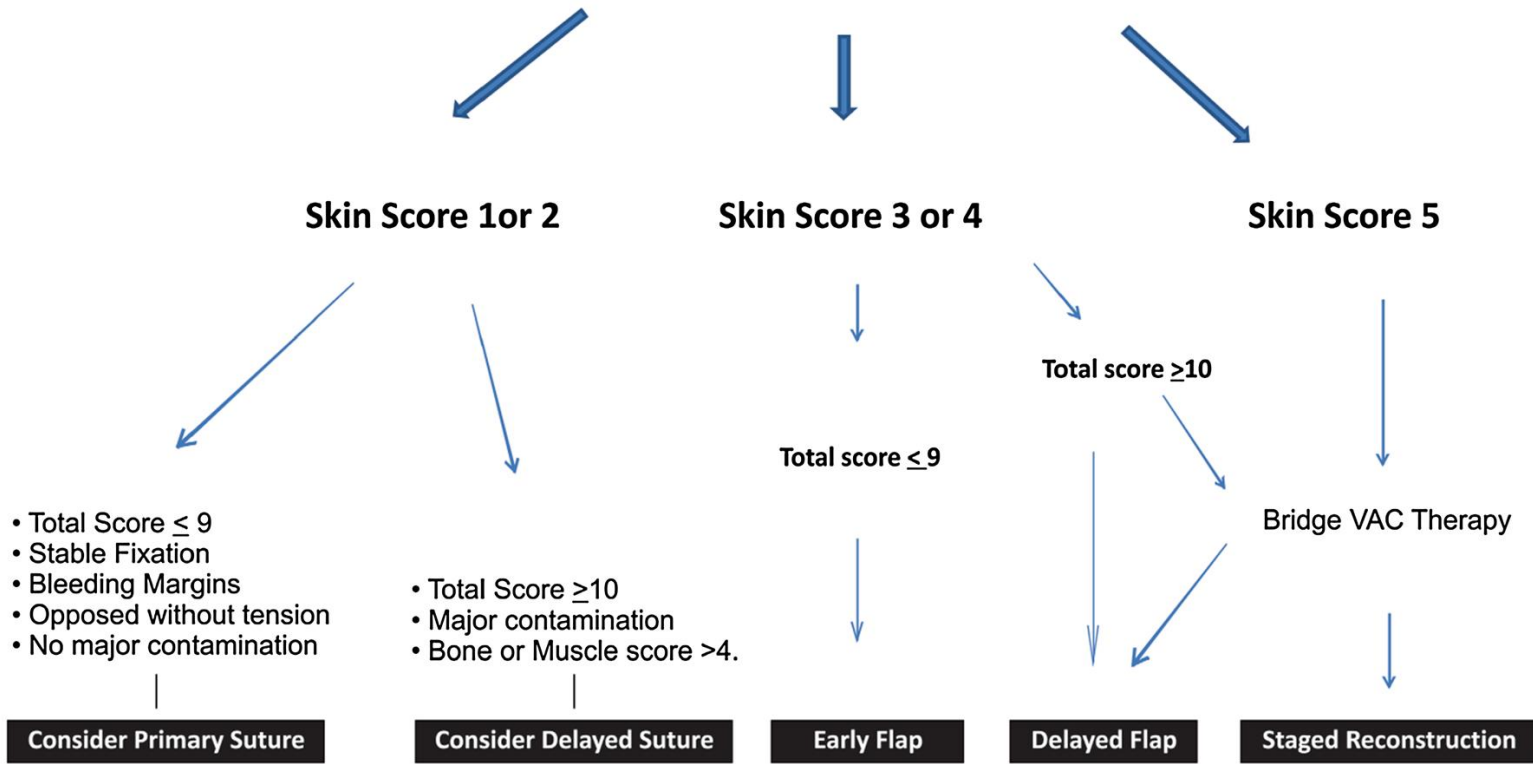 Skin Score 1or 2
Skin Score 3 or 4
Skin Score 5
Total score ≥10
Total score ≤ 9
• Total Score ≤ 9
• Stable Fixation
• Bleeding Margins
• Opposed without tension
• No major contamination
• Total Score ≥10
• Major contamination
• Bone or Muscle score >4.
Bridge VAC Therapy
Consider Primary Suture
Consider Delayed Suture
Early Flap
Delayed Flap
Staged Reconstruction